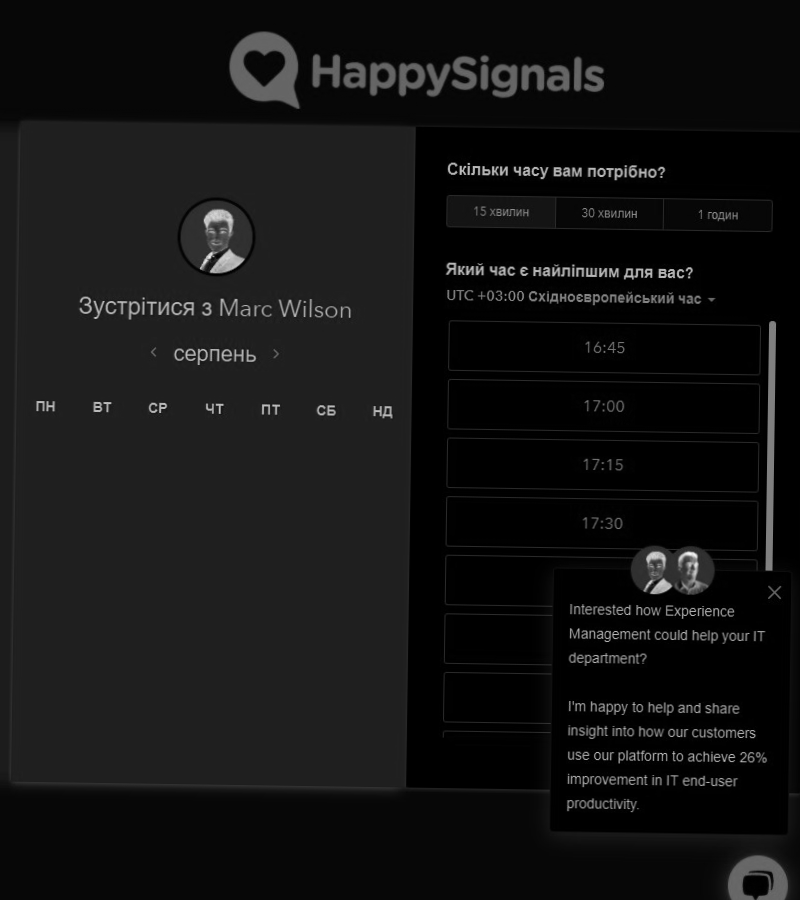 HappySignals
Зустрітися з Marc Wilson
серпень
ПН ВТ СР ЧТ ПТ СБ НД
Скільки часу вам потрібно?
15 хвилин 30 хвилин 1 годин
Який час є найліпшим для вас?
UTC +03:00 Східноєвропейський час
16:45
17:00
17:15
17:30
Interested how Experience
Management could help your IT
department?
I'm happy to help and share
insight into how our customers
use our platform to achieve 26%
improvement in IT end-user
productivity.